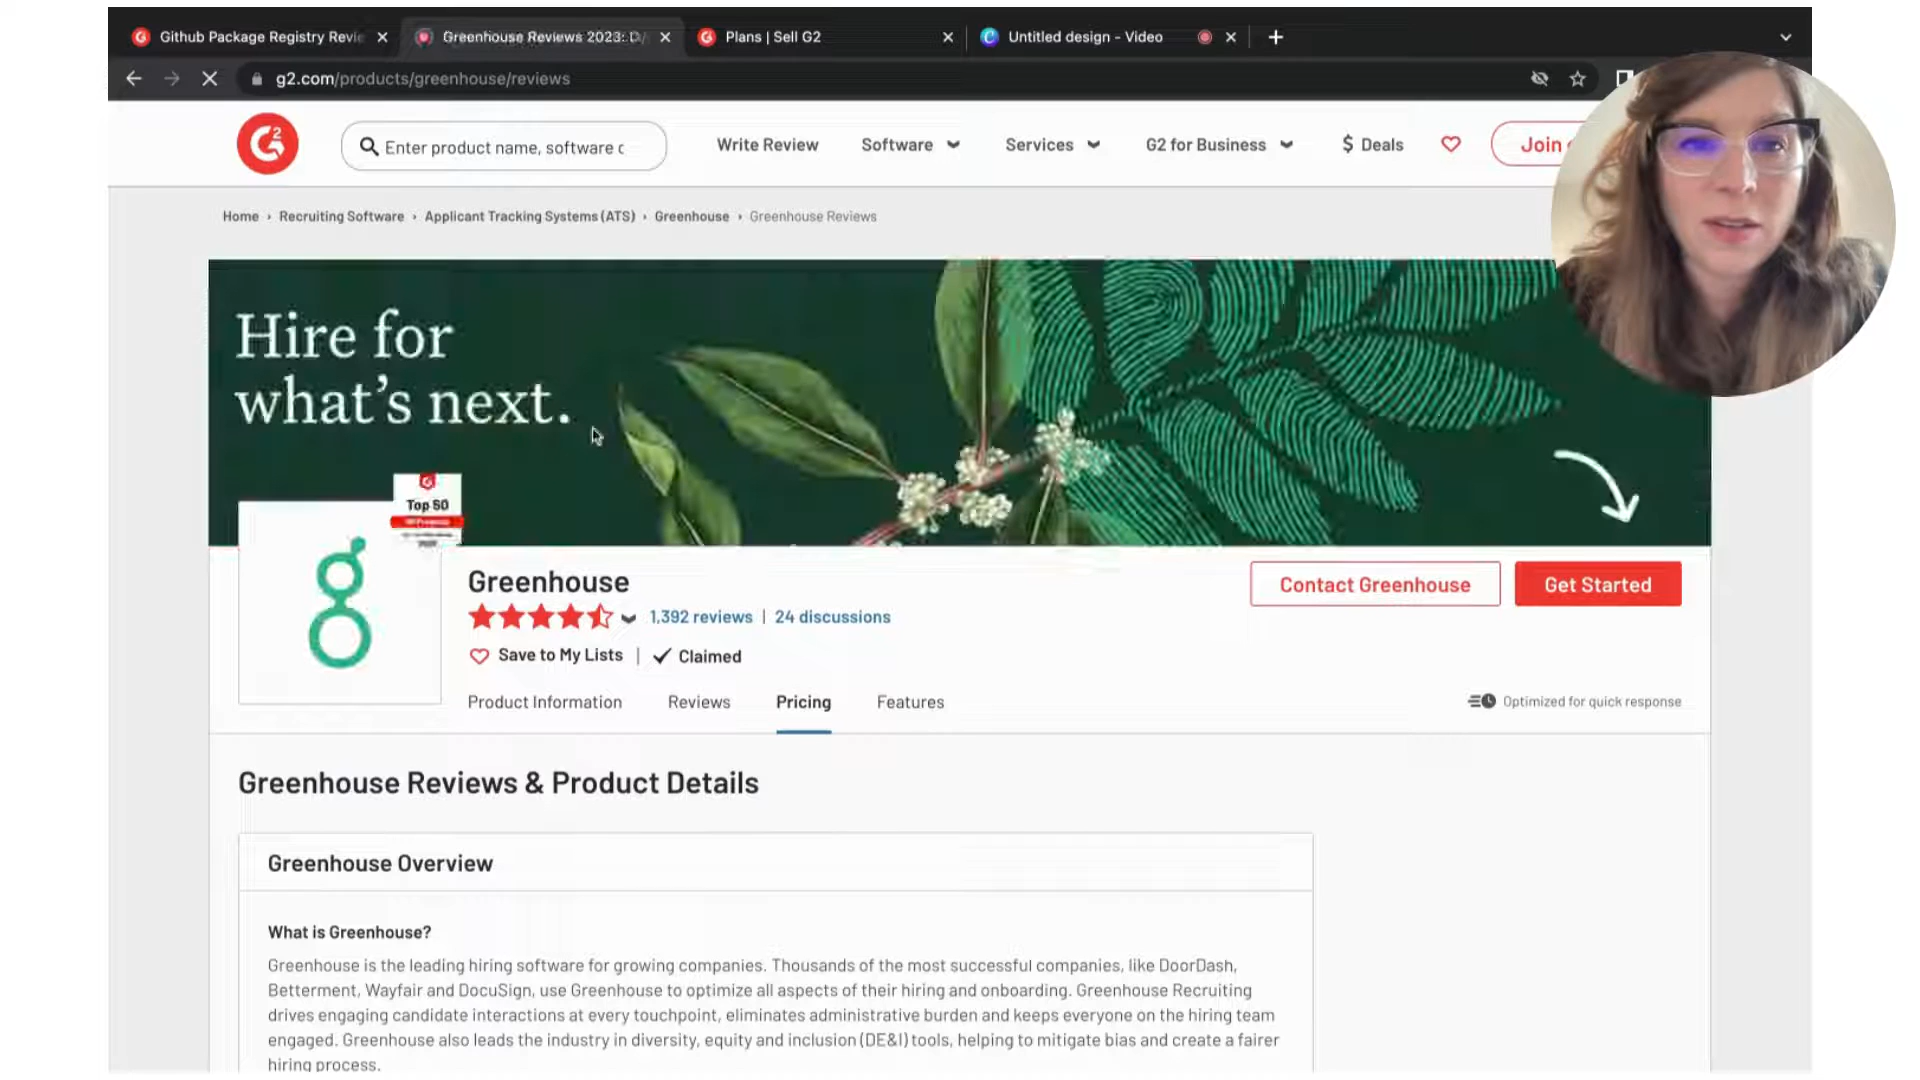 Github Package Registry Revie
Greenhouse Reviews 2023: D
Plans | Sell G2
Untitled design - Video
g2.com/products/greenhouse/reviews
G2
Enter product name, software c
Write Review
Software
Services
G2 for Business
$ Deals
Join
Home › Recruiting Software › Applicant Tracking Systems (ATS) › Greenhouse › Greenhouse Reviews
Hire for
what's next.
Top 50
g
Greenhouse
1,392 reviews | 24 discussions
Save to My Lists | Claimed
Contact Greenhouse
Get Started
Product Information
Reviews
Pricing
Features
Optimized for quick response
Greenhouse Reviews & Product Details
Greenhouse Overview
What is Greenhouse?
Greenhouse is the leading hiring software for growing companies. Thousands of the most successful companies, like DoorDash,
Betterment, Wayfair and DocuSign, use Greenhouse to optimize all aspects of their hiring and onboarding. Greenhouse Recruiting
drives engaging candidate interactions at every touchpoint, eliminates administrative burden and keeps everyone on the hiring team
engaged. Greenhouse also leads the industry in diversity, equity and inclusion (DE&I) tools, helping to mitigate bias and create a fairer
hiring process.